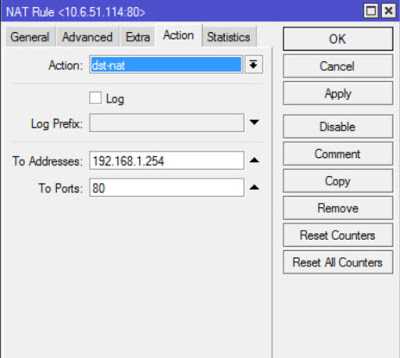 NAT Rule <10.6.51.114:80>
General Advanced Extra Action Statistics
Action: dst-nat
Log
Log Prefix:
To Addresses: 192.168.1.254
To Ports: 80
OK
Cancel
Apply
Disable
Comment
Copy
Remove
Reset Counters
Reset All Counters